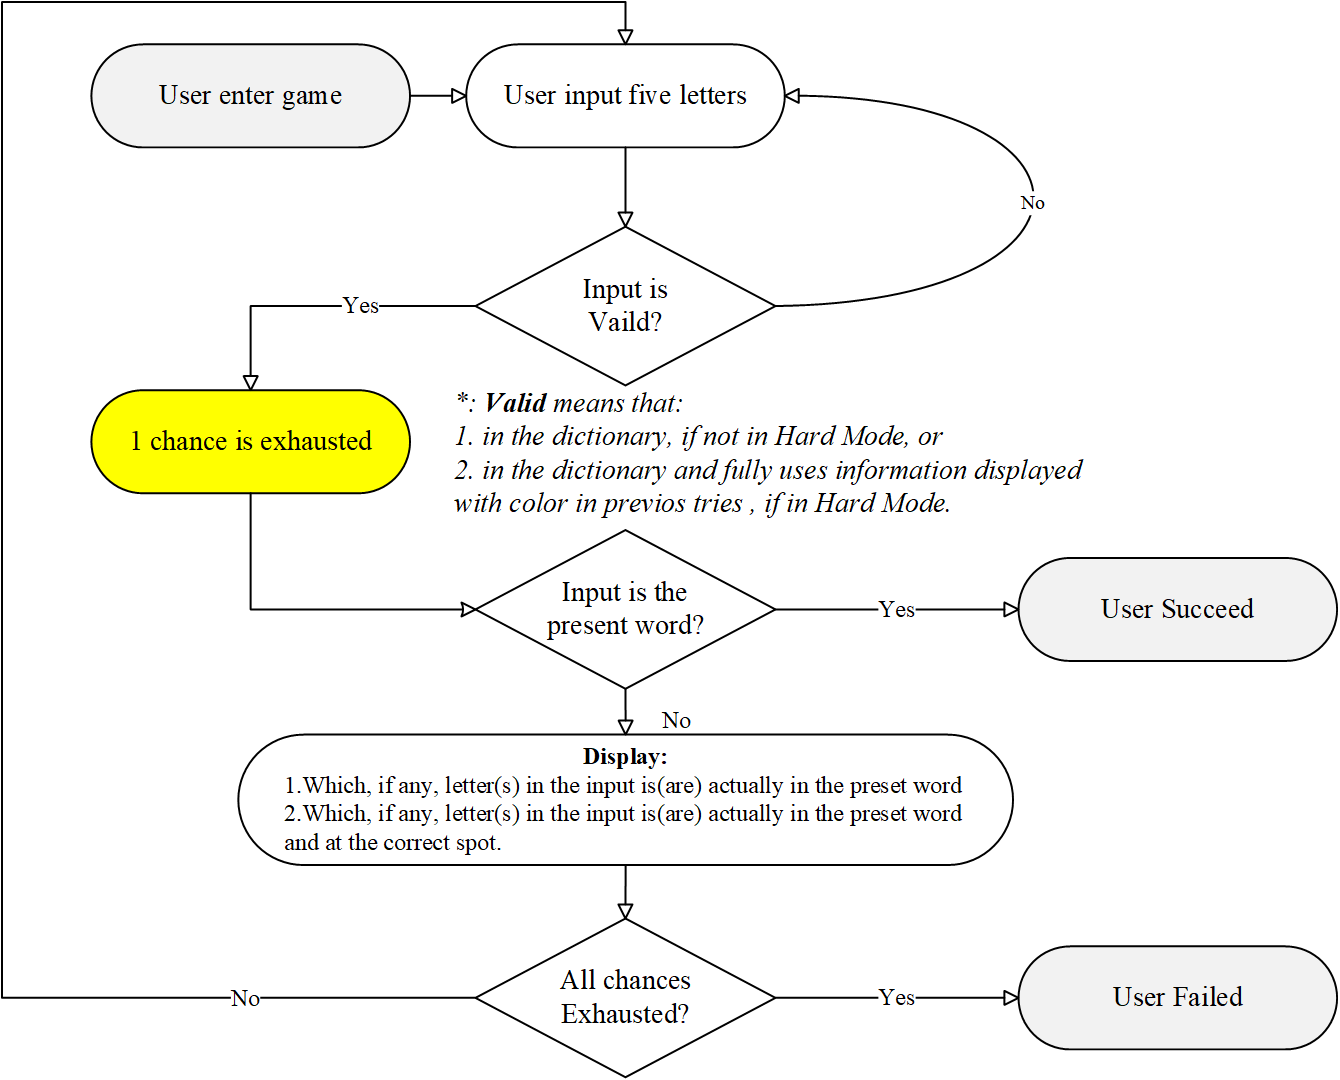 User enter game
User input five letters
No
Input is
Vaild?
Yes
1 chance is exhausted
*: Valid means that:
1. in the dictionary, if not in Hard Mode, or
2. in the dictionary and fully uses information displayed
with color in previos tries , if in Hard Mode.
Input is the
present word?
Yes
User Succeed
No
Display:
1.Which, if any, letter(s) in the input is(are) actually in the preset word
2.Which, if any, letter(s) in the input is(are) actually in the preset word
and at the correct spot.
All chances
Exhausted?
No
Yes
User Failed